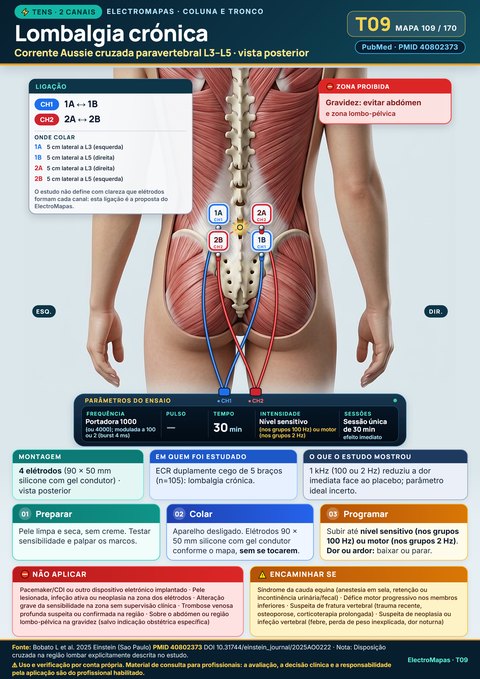 TENS · 2 CANAIS ELECTROMAPAS · COLUNA E TRONCO
Lombalgia crónica
Corrente Aussie cruzada paravertebral L3–L5 · vista posterior
T09 MAPA 109 / 170
PubMed · PMID 40802373
LIGAÇÃO
CH1 1A ↔ 1B
CH2 2A ↔ 2B
ONDE COLAR
1A 5 cm lateral a L3 (esquerda)
1B 5 cm lateral a L5 (direita)
2A 5 cm lateral a L3 (direita)
2B 5 cm lateral a L5 (esquerda)
O estudo não define com clareza que elétrodos
formam cada canal: esta ligação é a proposta do
ElectroMapas.
ZONA PROIBIDA
Gravidez: evitar abdómen
e zona lombo-pélvica
1A CH1
2A CH2
2B CH2
1B CH1
ESQ.
DIR.
CH1 CH2
PARÂMETROS DO ENSAIO
FREQUÊNCIA
Portadora 1000
(ou 4000); modulada a 100
ou 2 (burst 4 ms)
PULSO
—
TEMPO
30 min
INTENSIDADE
Nível sensitivo
(nos grupos 100 Hz) ou motor
(nos grupos 2 Hz)
SESSÕES
Sessão única
de 30 min
efeito imediato
MONTAGEM
4 elétrodos (90 × 50 mm
silicone com gel condutor) ·
vista posterior
EM QUEM FOI ESTUDADO
ECR duplamente cego de 5 braços
(n=105): lombalgia crónica.
O QUE O ESTUDO MOSTROU
1 kHz (100 ou 2 Hz) reduziu a dor
imediata face ao placebo; parâmetro
ideal incerto.
01 Preparar
Pele limpa e seca, sem creme. Testar
sensibilidade e palpar os marcos.
02 Colar
Aparelho desligado. Elétrodos 90 ×
50 mm silicone com gel condutor
conforme o mapa, sem se tocarem.
03 Programar
Subir até nível sensitivo (nos grupos
100 Hz) ou motor (nos grupos 2 Hz).
Dor ou ardor: baixar ou parar.
NÃO APLICAR
Pacemaker/CDI ou outro dispositivo eletrónico implantado · Pele
lesionada, infeção ativa ou neoplasia na zona dos elétrodos · Alteração
grave da sensibilidade na zona sem supervisão clínica · Trombose venosa
profunda suspeita ou confirmada na região · Sobre o abdómen ou região
lombo-pélvica na gravidez (salvo indicação obstétrica específica)
ENCAMINHAR SE
Síndrome da cauda equina (anestesia em sela, retenção ou
incontinência urinária/fecal) · Défice motor progressivo nos membros
inferiores · Suspeita de fratura vertebral (trauma recente,
osteoporose, corticoterapia prolongada) · Suspeita de neoplasia ou
infeção vertebral (febre, perda de peso inexplicada, dor noturna)
Fonte: Bobato L et al. 2025 Einstein (Sao Paulo) PMID 40802373 DOI 10.31744/einstein_journal/2025AO0222 · Nota: Disposição
cruzada na região lombar explicitamente descrita no estudo.
⚠ Uso e verificação por conta própria. Material de consulta para profissionais: a avaliação, a decisão clínica e a responsabilidade
pela aplicação são do profissional habilitado.
ElectroMapas · T09